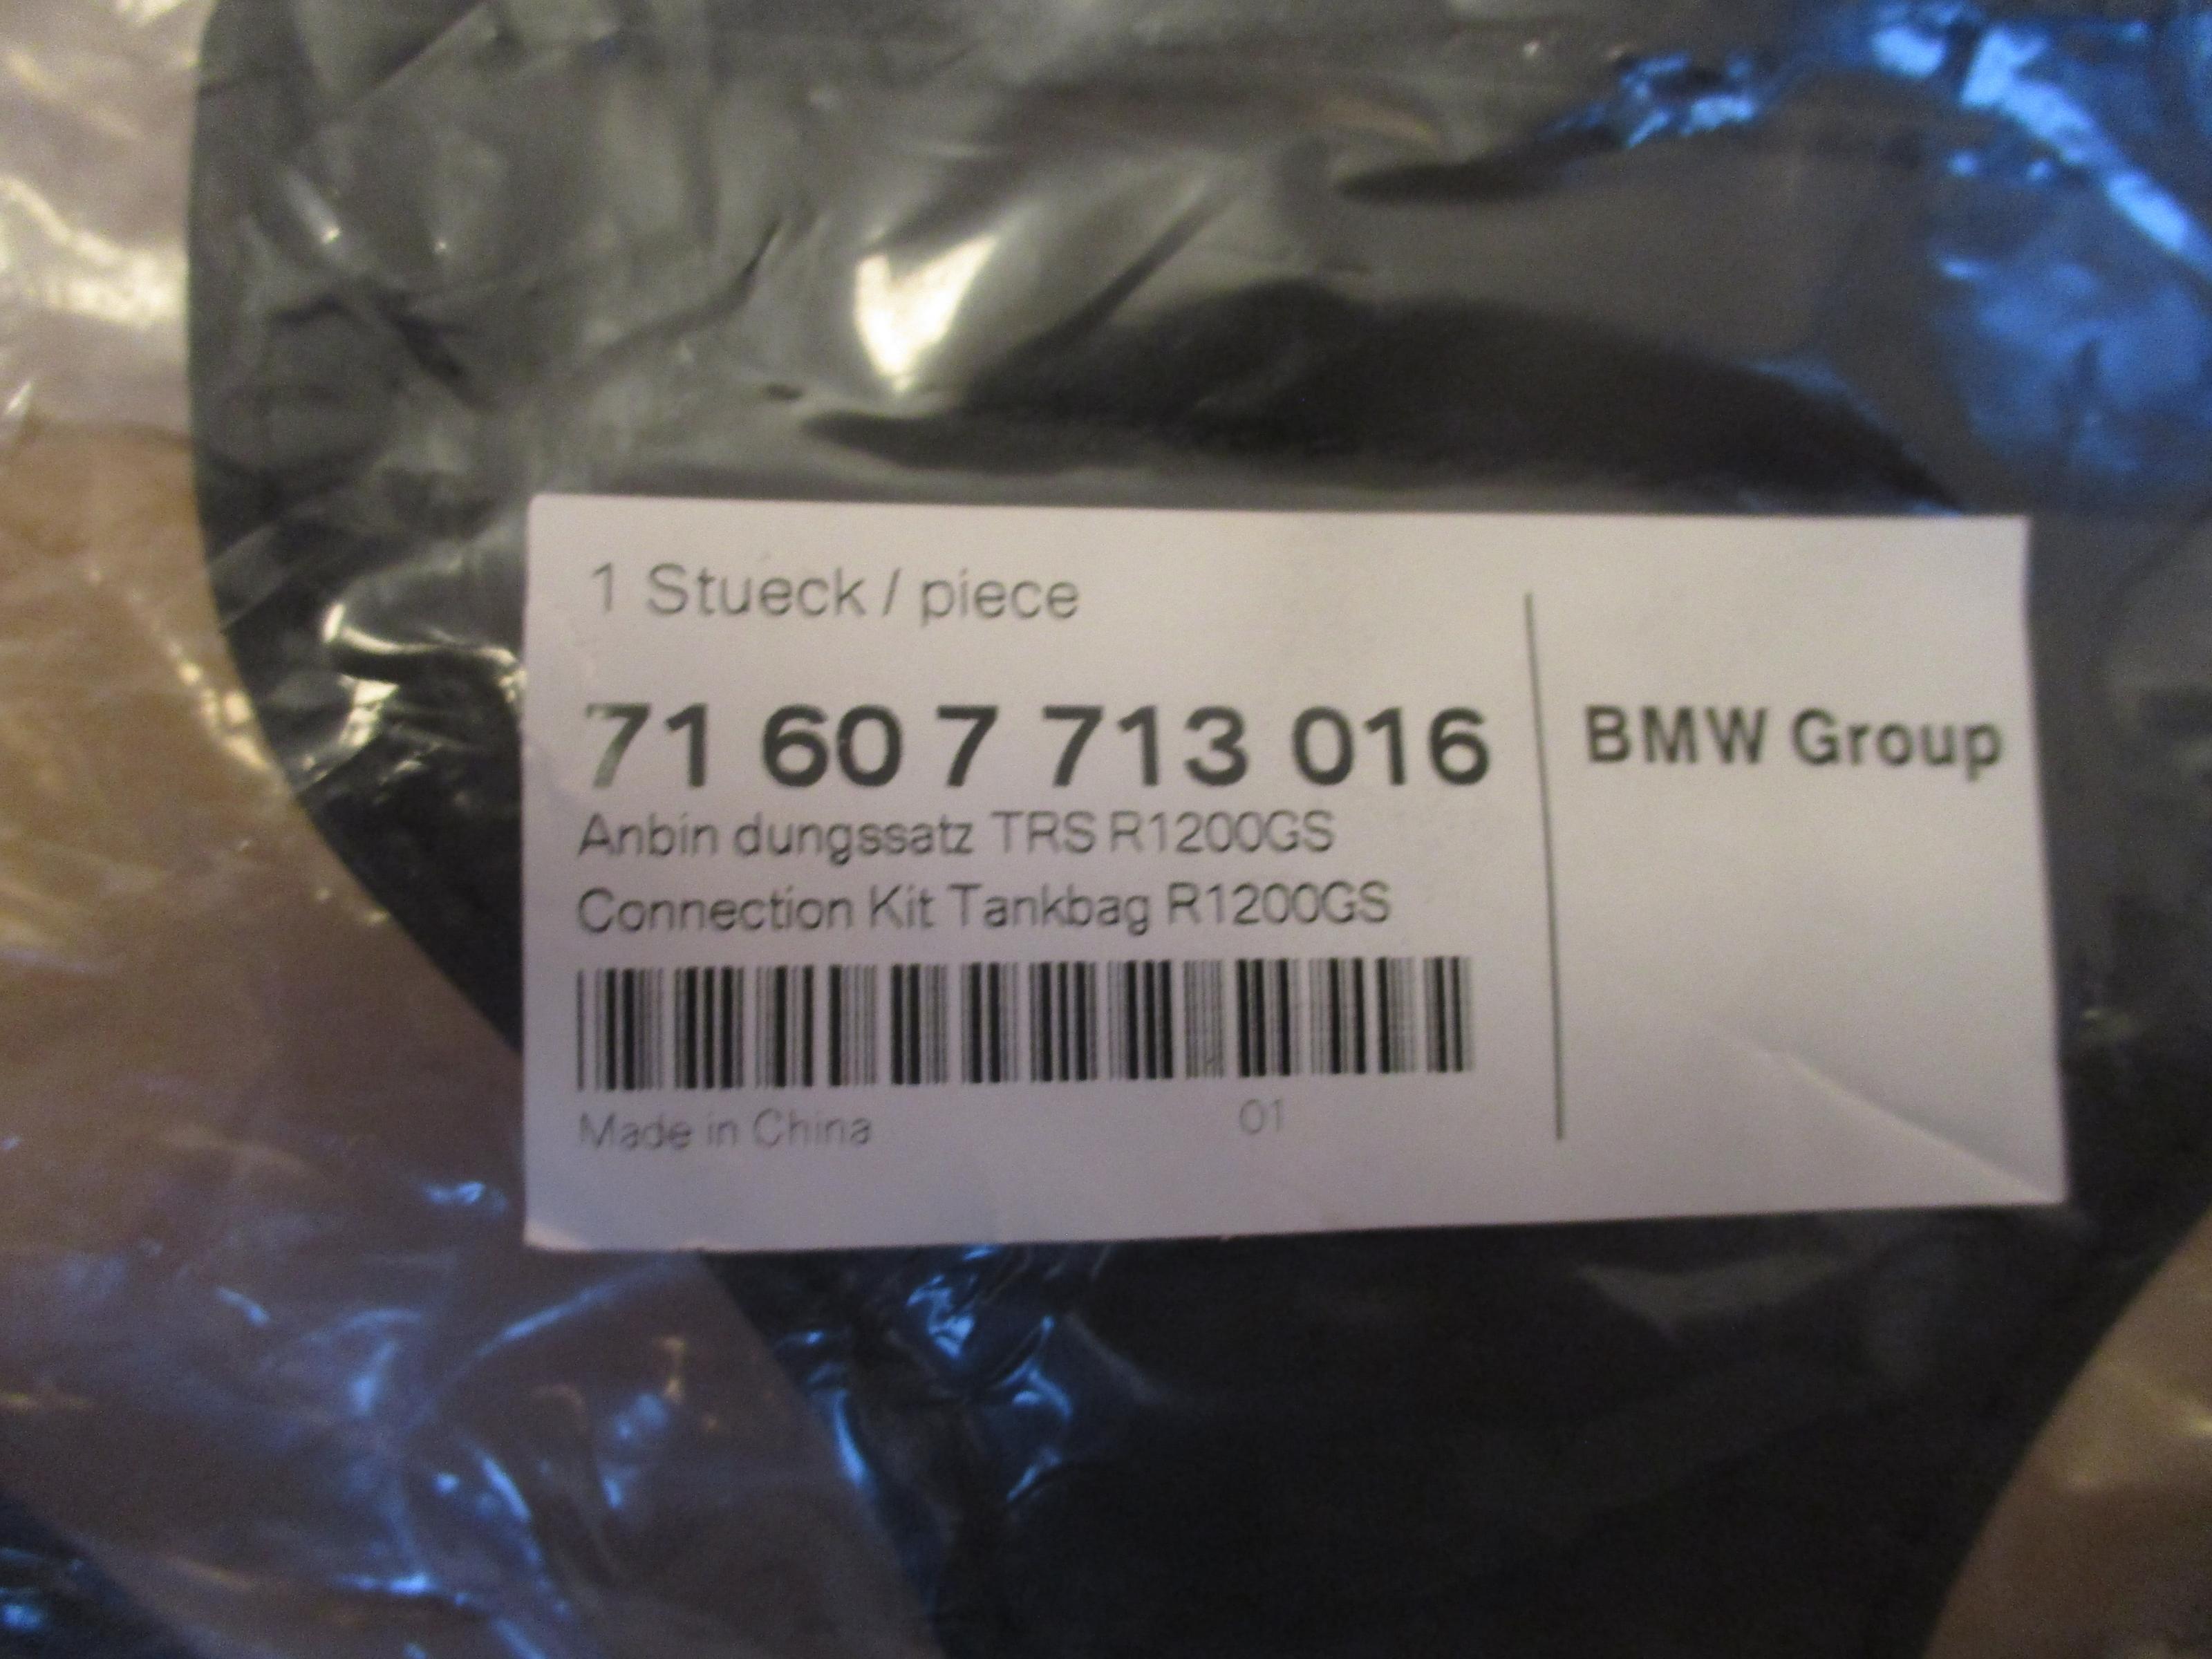 1 Stueck / piece
71 60 7 713 016
Anbin dungssatz TRS R1200GS
Connection Kit Tankbag R1200GS
Made in China 01
BMW Group